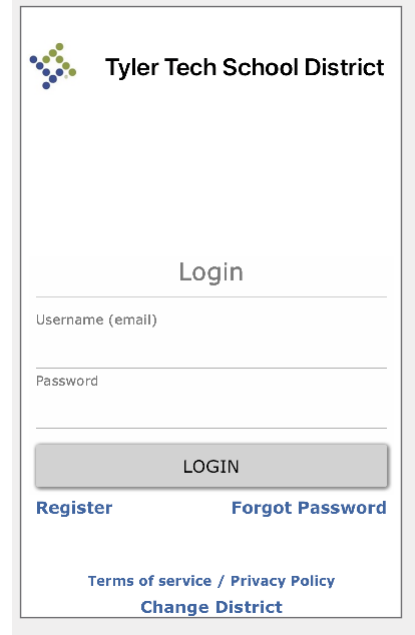 Tyler Tech School District
Login
Username (email)
Password
LOGIN
Register Forgot Password
Terms of service / Privacy Policy
Change District